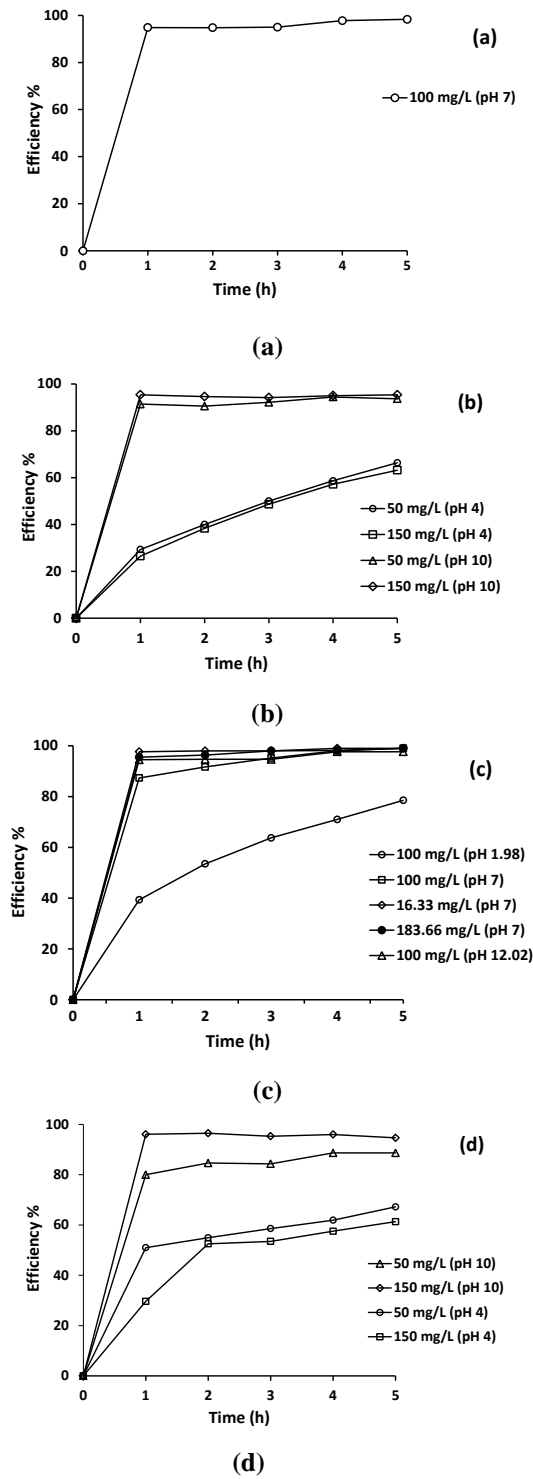 100
80
60
40
20
0
Efficiency %
(a)
100 mg/L (pH 7)
0 1 2 3 4 5
Time (h)
(a)
100
80
60
40
20
0
Efficiency %
(b)
50 mg/L (pH 4)
150 mg/L (pH 4)
50 mg/L (pH 10)
150 mg/L (pH 10)
0 1 2 3 4 5
Time (h)
(b)
100
80
60
40
20
0
Efficiency %
(c)
100 mg/L (pH 1.98)
100 mg/L (pH 7)
16.33 mg/L (pH 7)
183.66 mg/L (pH 7)
100 mg/L (pH 12.02)
0 1 2 3 4 5
Time (h)
(c)
100
80
60
40
20
0
Efficiency %
(d)
50 mg/L (pH 10)
150 mg/L (pH 10)
50 mg/L (pH 4)
150 mg/L (pH 4)
0 1 2 3 4 5
Time (h)
(d)